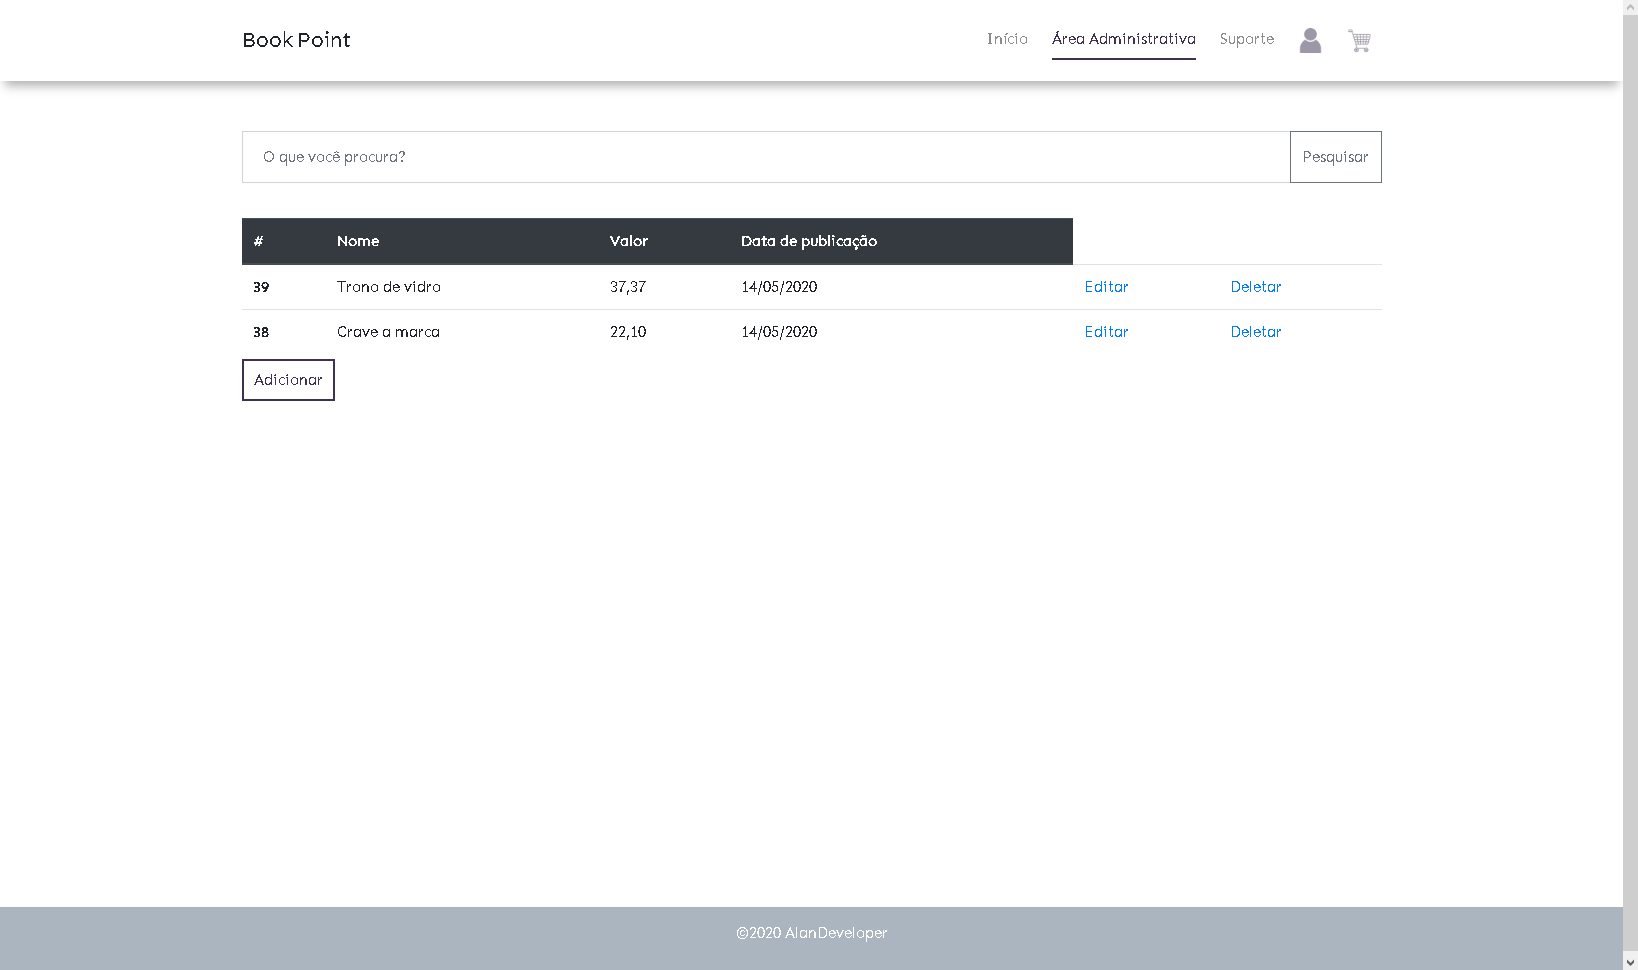 Book Point
Início Área Administrativa Suporte
O que você procura? Pesquisar
# Nome Valor Data de publicação
39 Trono de vidro 37,37 14/05/2020 Editar Deletar
38 Crave a marca 22,10 14/05/2020 Editar Deletar
Adicionar
©2020 AlanDeveloper